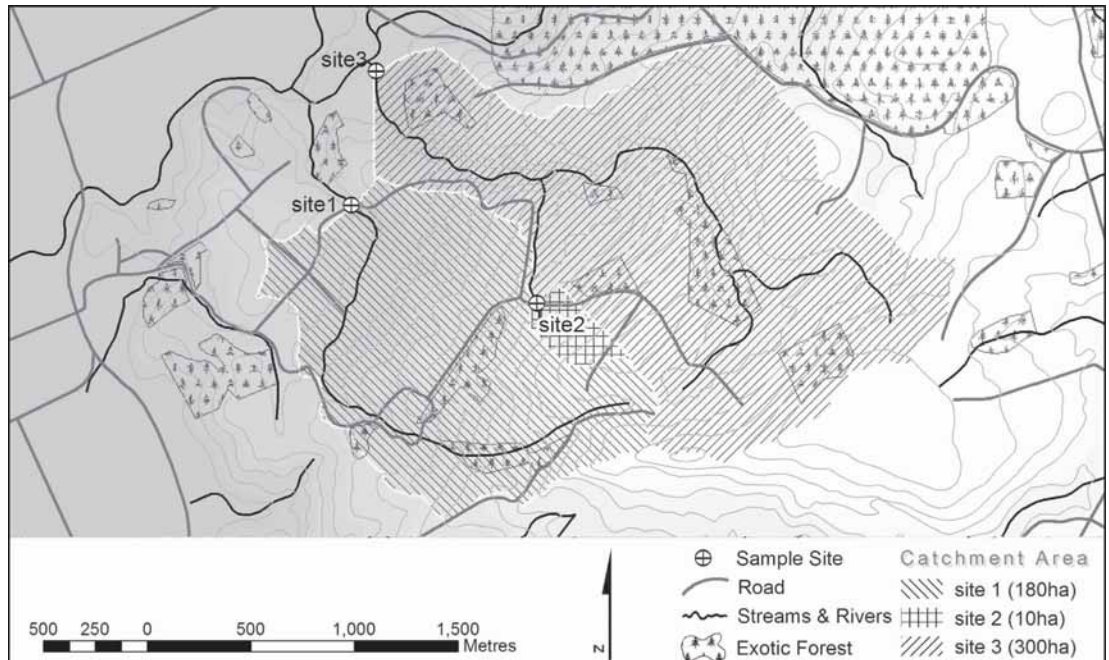 site3
site1
site2
500 250 0 500 1,000 1,500
Metres
z
Sample Site
Road
Streams & Rivers
Exotic Forest
Catchment Area
site 1 (180ha)
site 2 (10ha)
site 3 (300ha)